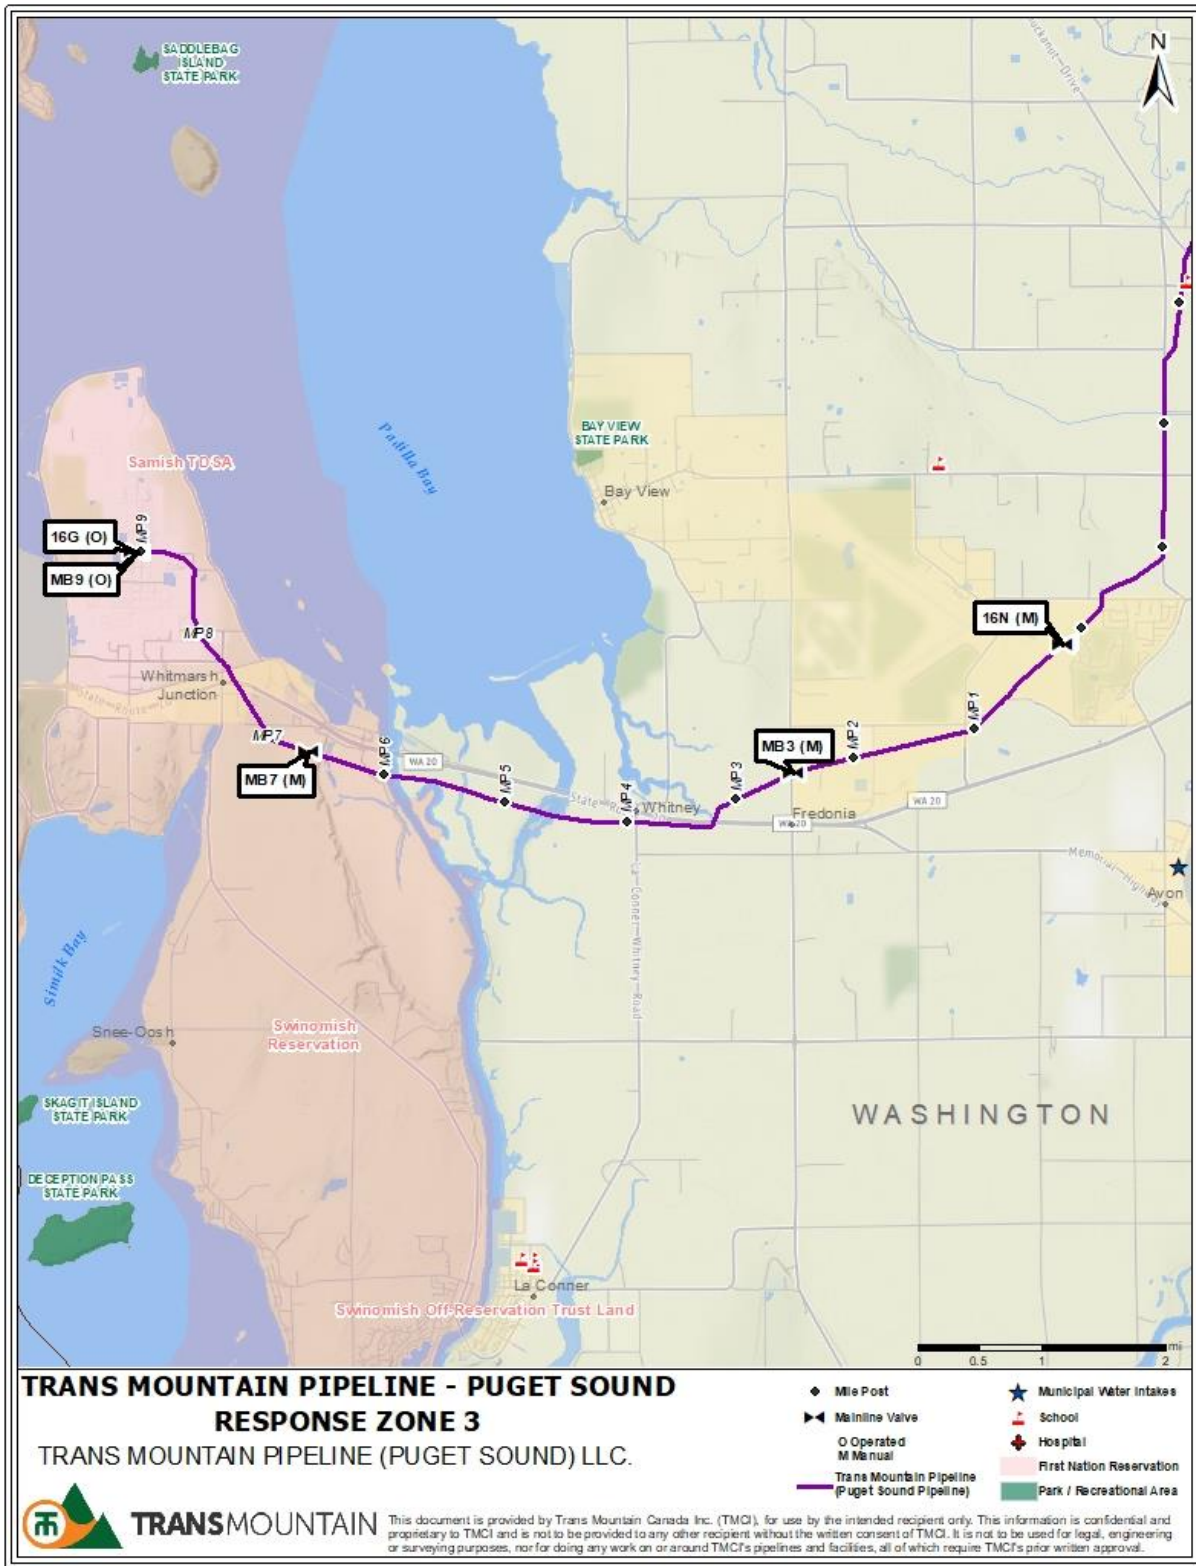 SADDLEBAG
ISLAND
STATE PARK
N
Padilla Bay
BAY VIEW
STATE PARK
Bay View
Samish TDSA
16G (O)
MB9 (O)
MP9
MP8
Whitmarsh
Junction
MP7
MB7 (M)
MP6
WA 20
MP5
MP4
Whitney
MP3
MB3 (M)
MP2
Fredonia
WA 20
WA 20
MP1
16N (M)
Memorial-Highway
Avon
La-Conner-Whitney-Road
Similk Bay
Snee-Oosh
Swinomish
Reservation
SKAGIT ISLAND
STATE PARK
DECEPTION PASS
STATE PARK
WASHINGTON
La Conner
Swinomish Off-Reservation Trust Land
mi
0 0.5 1 2
TRANS MOUNTAIN PIPELINE - PUGET SOUND
RESPONSE ZONE 3
TRANS MOUNTAIN PIPELINE (PUGET SOUND) LLC.
Mile Post
Mainline Valve
O Operated
M Manual
Trans Mountain Pipeline
(Puget Sound Pipeline)
Municipal Water Intakes
School
Hospital
First Nation Reservation
Park / Recreational Area
TRANSMOUNTAIN
This document is provided by Trans Mountain Canada Inc. (TMCI), for use by the intended recipient only. This information is confidential and
proprietary to TMCI and is not to be provided to any other recipient without the written consent of TMCI. It is not to be used for legal, engineering
or surveying purposes, nor for doing any work on or around TMCI's pipelines and facilities, all of which require TMCI's prior written approval.